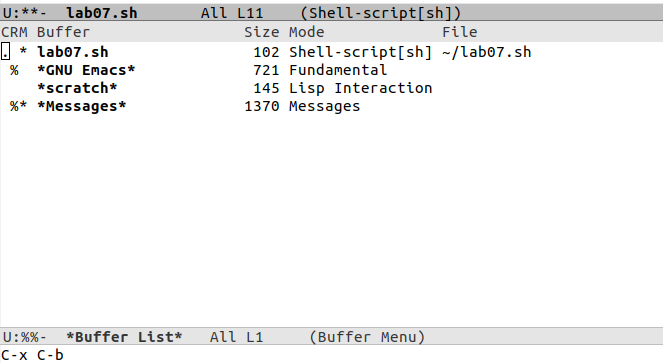 U:**-  lab07.sh       All L11    (Shell-script[sh])
CRM Buffer                 Size Mode             File
. * lab07.sh                102 Shell-script[sh] ~/lab07.sh
 %  *GNU Emacs*             721 Fundamental
    *scratch*               145 Lisp Interaction
 %* *Messages*             1370 Messages
U:%%-  *Buffer List*   All L1     (Buffer Menu)
C-x C-b